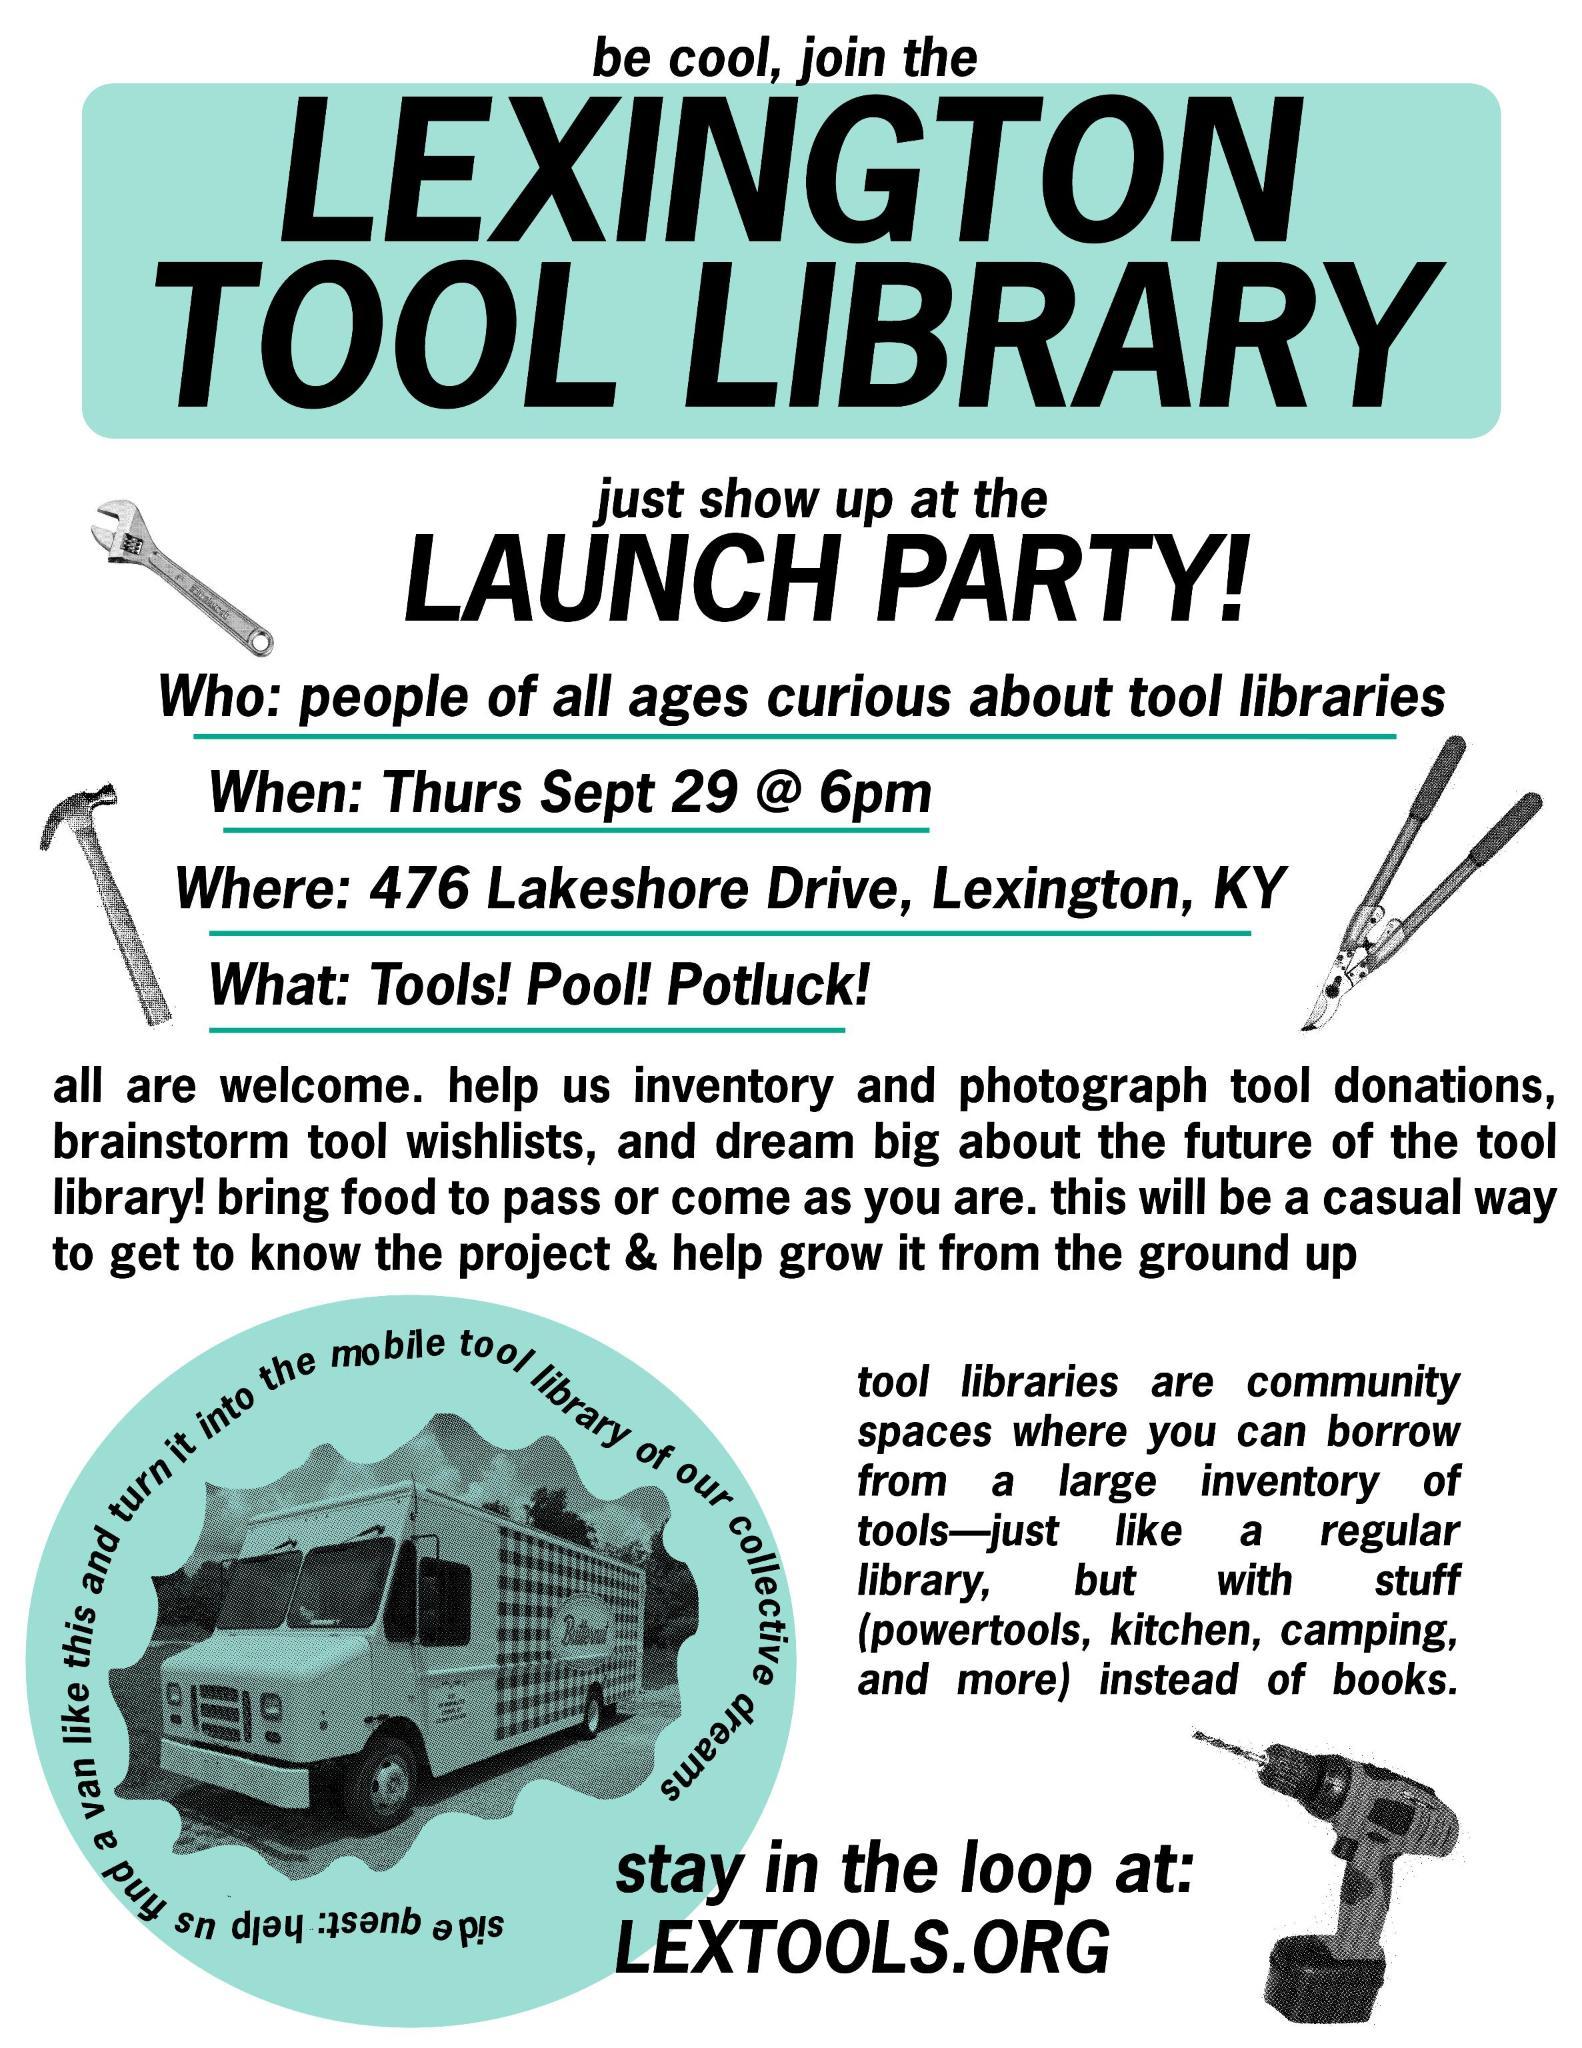 be cool, join the
LEXINGTON
TOOL LIBRARY
just show up at the
LAUNCH PARTY!
Who: people of all ages curious about tool libraries
When: Thurs Sept 29 @ 6pm
Where: 476 Lakeshore Drive, Lexington, KY
What: Tools! Pool! Potluck!
all are welcome. help us inventory and photograph tool donations,
brainstorm tool wishlists, and dream big about the future of the tool
library! bring food to pass or come as you are. this will be a casual way
to get to know the project & help grow it from the ground up
side quest: help us find a van like this and turn it into the mobile tool library of our collective dreams
Butternut
tool libraries are community
spaces where you can borrow
from a large inventory of
tools—just like a regular
library, but with stuff
(powertools, kitchen, camping,
and more) instead of books.
stay in the loop at:
LEXTOOLS.ORG